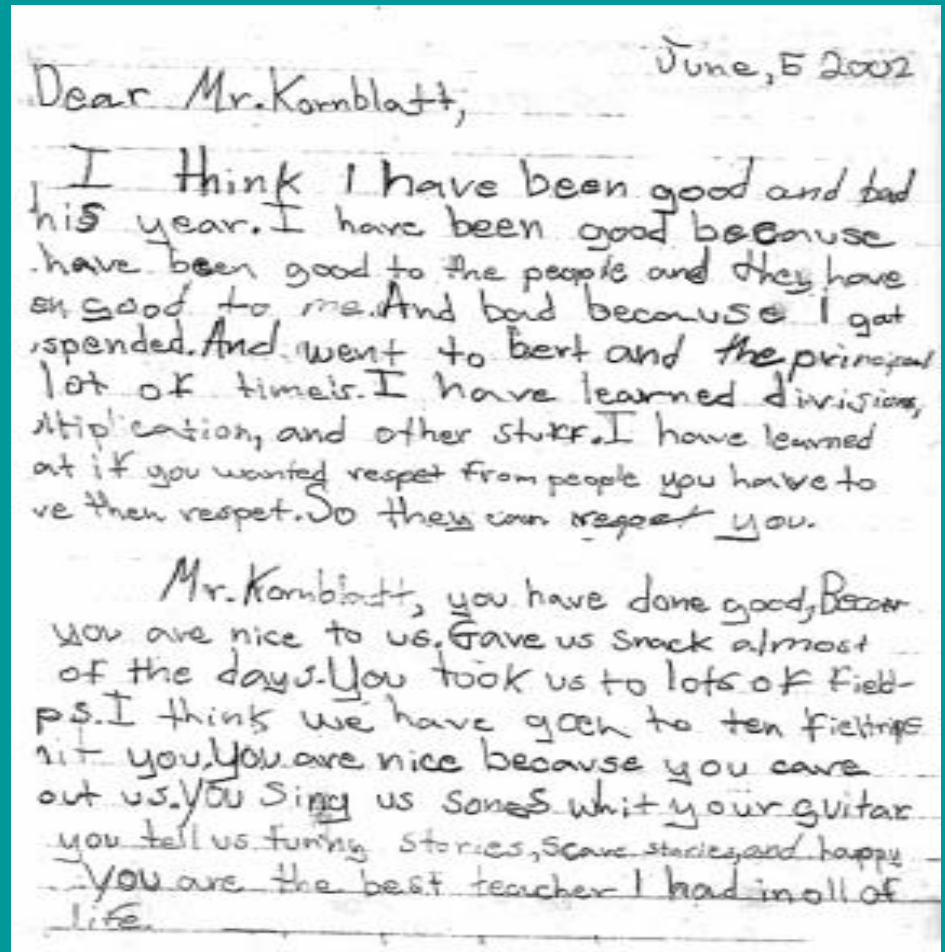 June, 5 2002
Dear Mr. Kornblatt,
I think I have been good and bad
his year. I have been good because
have been good to the people and they have
en good to me. And bad because I got
spended. And went to bert and the principal
lot of timeis. I have learned divisions,
ltiplication, and other stuff. I have learned
at if you wanted respet from people you have to
ve then respet. So they can respet you.
Mr. Kornblatt, you have done good, Becau
you are nice to us. Gave us snack almost
of the days. You took us to lots of field-
ps. I think we have goen to ten fieltrips
hit you. You are nice because you care
out us. You Sing us songs whit your guitar
you tell us funny stories, scare stories, and happy
You are the best teacher I had in oll of
life.